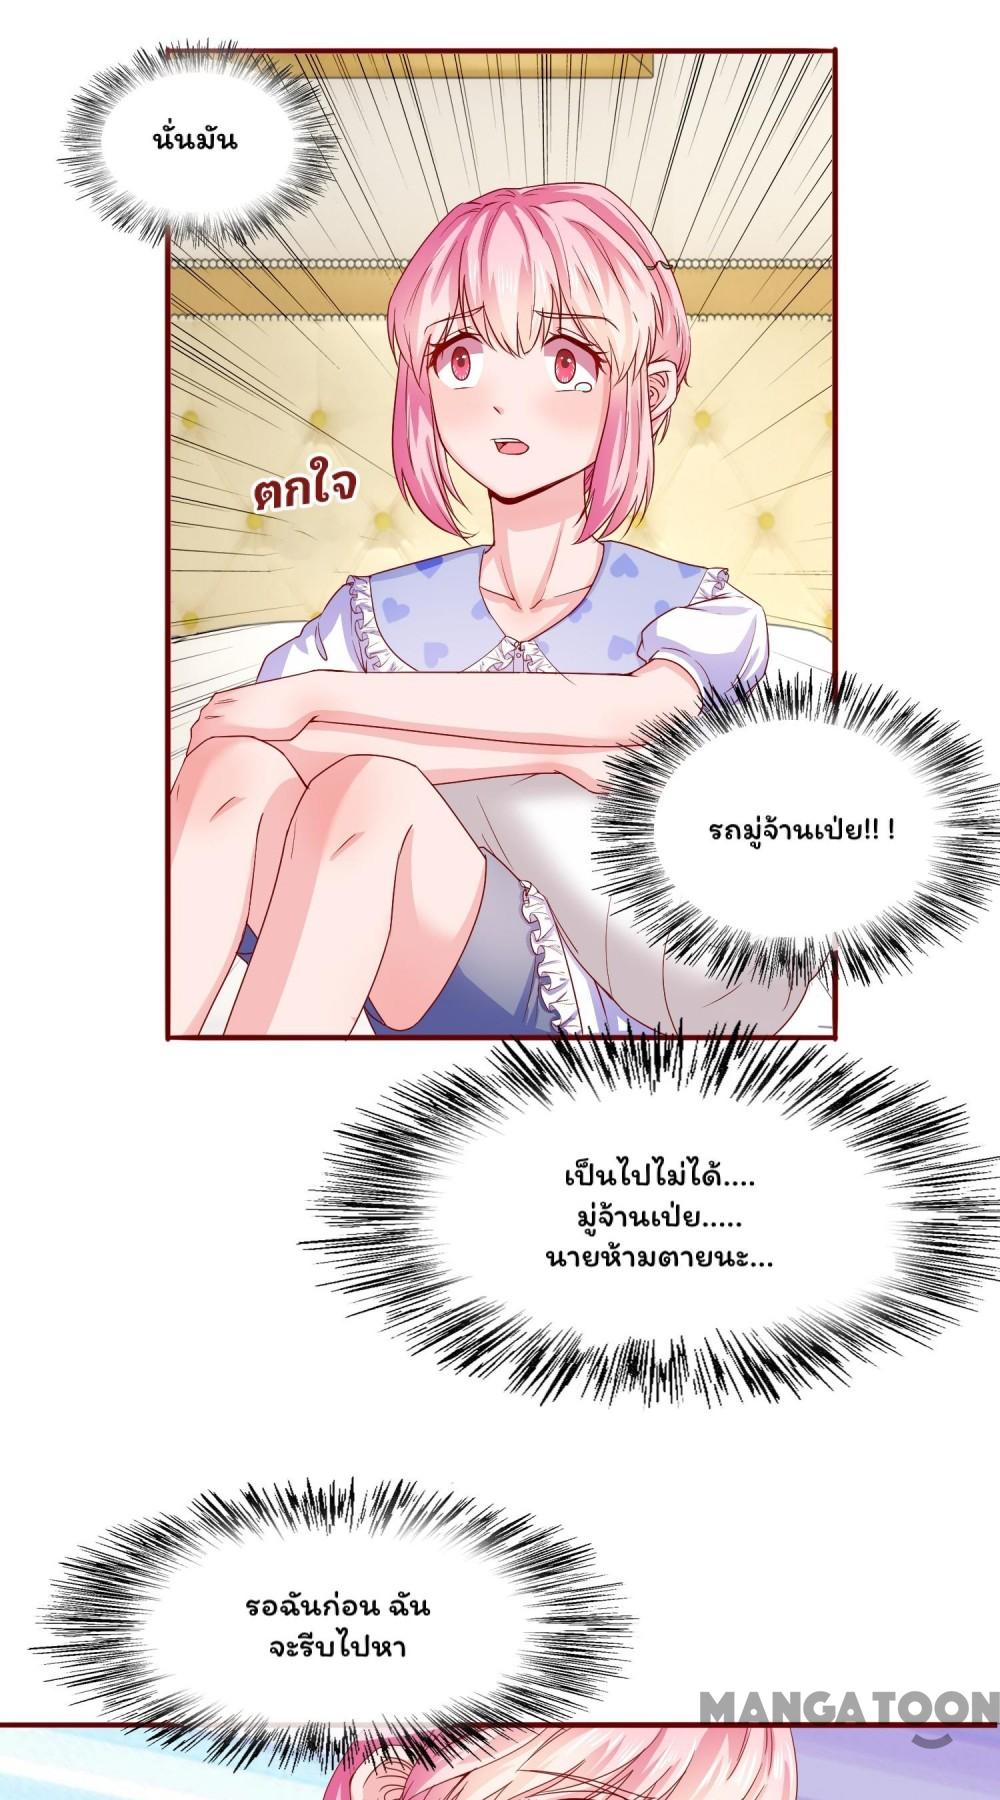 นั่นมัน
ตกใจ
รถมู่จ้านเป่ย!! !
เป็นไปไม่ได้....
มู่จ้านเป่ย.....
นายห้ามตายนะ...
รอฉันก่อน ฉัน
จะรีบไปหา
MANGATOON